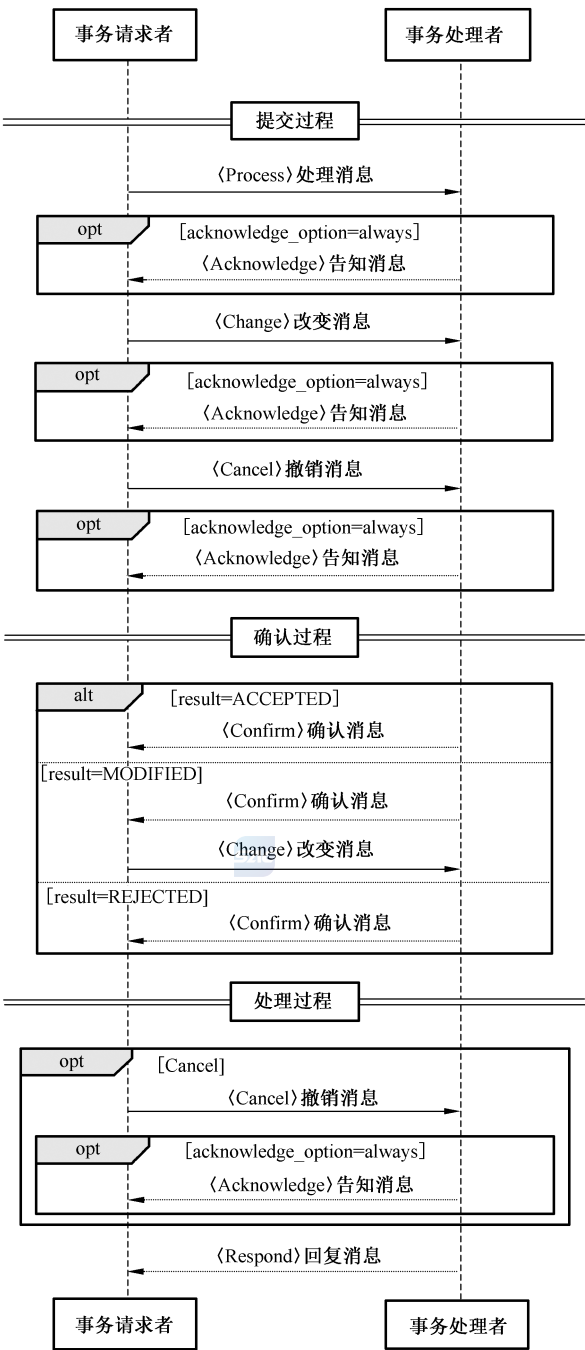 事务请求者
事务处理者
提交过程
〈Process〉处理消息
opt
[acknowledge_option=always]
〈Acknowledge〉告知消息
〈Change〉改变消息
opt
[acknowledge_option=always]
〈Acknowledge〉告知消息
〈Cancel〉撤销消息
opt
[acknowledge_option=always]
〈Acknowledge〉告知消息
确认过程
alt
[result=ACCEPTED]
〈Confirm〉确认消息
[result=MODIFIED]
〈Confirm〉确认消息
〈Change〉改变消息
[result=REJECTED]
〈Confirm〉确认消息
处理过程
opt
[Cancel]
〈Cancel〉撤销消息
opt
[acknowledge_option=always]
〈Acknowledge〉告知消息
〈Respond〉回复消息
事务请求者
事务处理者